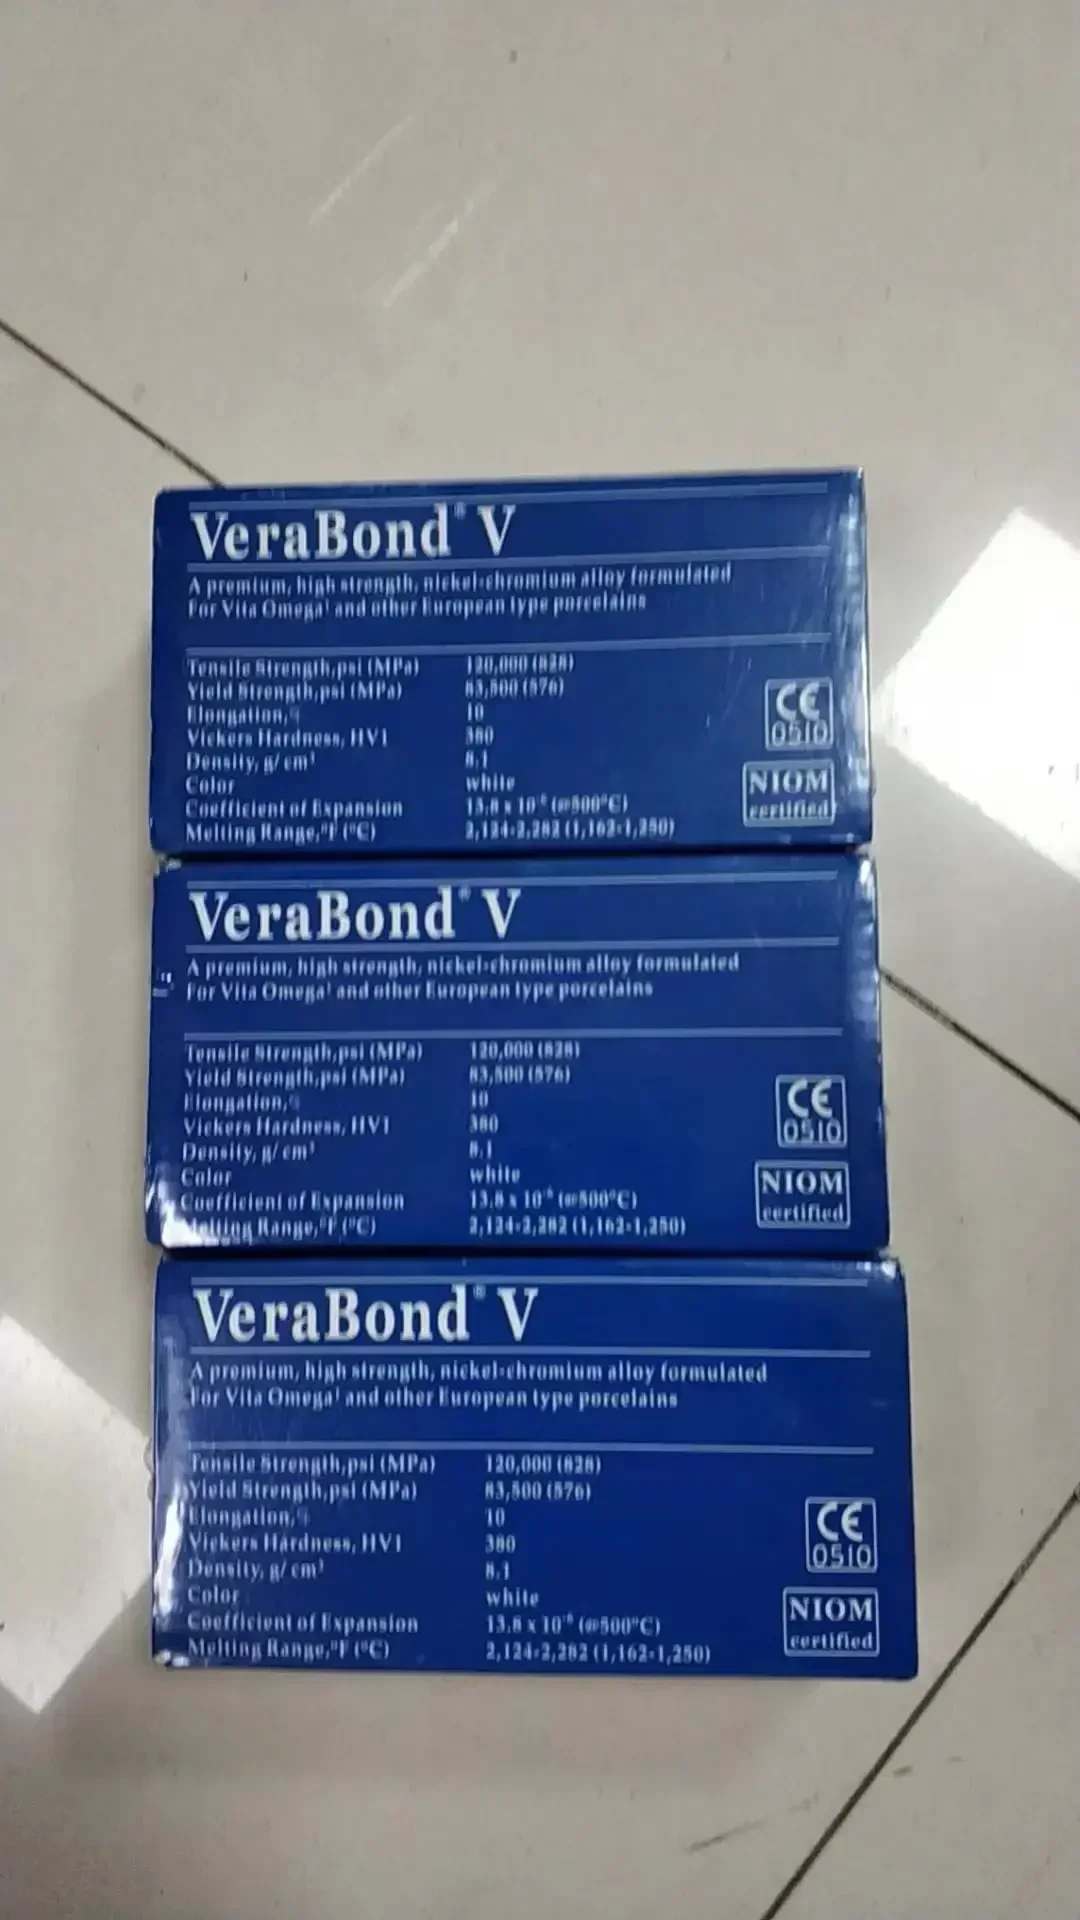 VeraBond® V
A premium, high strength, nickel-chromium alloy formulated
For Vita Omega¹ and other European type porcelains
Tensile Strength,psi (MPa) 120,000 (828)
Yield Strength,psi (MPa) 83,500 (576)
Elongation,% 10
Vickers Hardness, HV1 380
Density, g/cm³ 8.1
Color white
Coefficient of Expansion 13.8 x 10⁻⁶ (@500°C)
Melting Range,°F (°C) 2,124-2,282 (1,162-1,250)
CE
0510
NIOM
certified
VeraBond® V
A premium, high strength, nickel-chromium alloy formulated
For Vita Omega¹ and other European type porcelains
Tensile Strength,psi (MPa) 120,000 (828)
Yield Strength,psi (MPa) 83,500 (576)
Elongation,% 10
Vickers Hardness, HV1 380
Density, g/cm³ 8.1
Color white
Coefficient of Expansion 13.8 x 10⁻⁶ (@500°C)
Melting Range,°F (°C) 2,124-2,282 (1,162-1,250)
CE
0510
NIOM
certified
VeraBond® V
A premium, high strength, nickel-chromium alloy formulated
For Vita Omega¹ and other European type porcelains
Tensile Strength,psi (MPa) 120,000 (828)
Yield Strength,psi (MPa) 83,500 (576)
Elongation,% 10
Vickers Hardness, HV1 380
Density, g/cm³ 8.1
Color white
Coefficient of Expansion 13.8 x 10⁻⁶ (@500°C)
Melting Range,°F (°C) 2,124-2,282 (1,162-1,250)
CE
0510
NIOM
certified